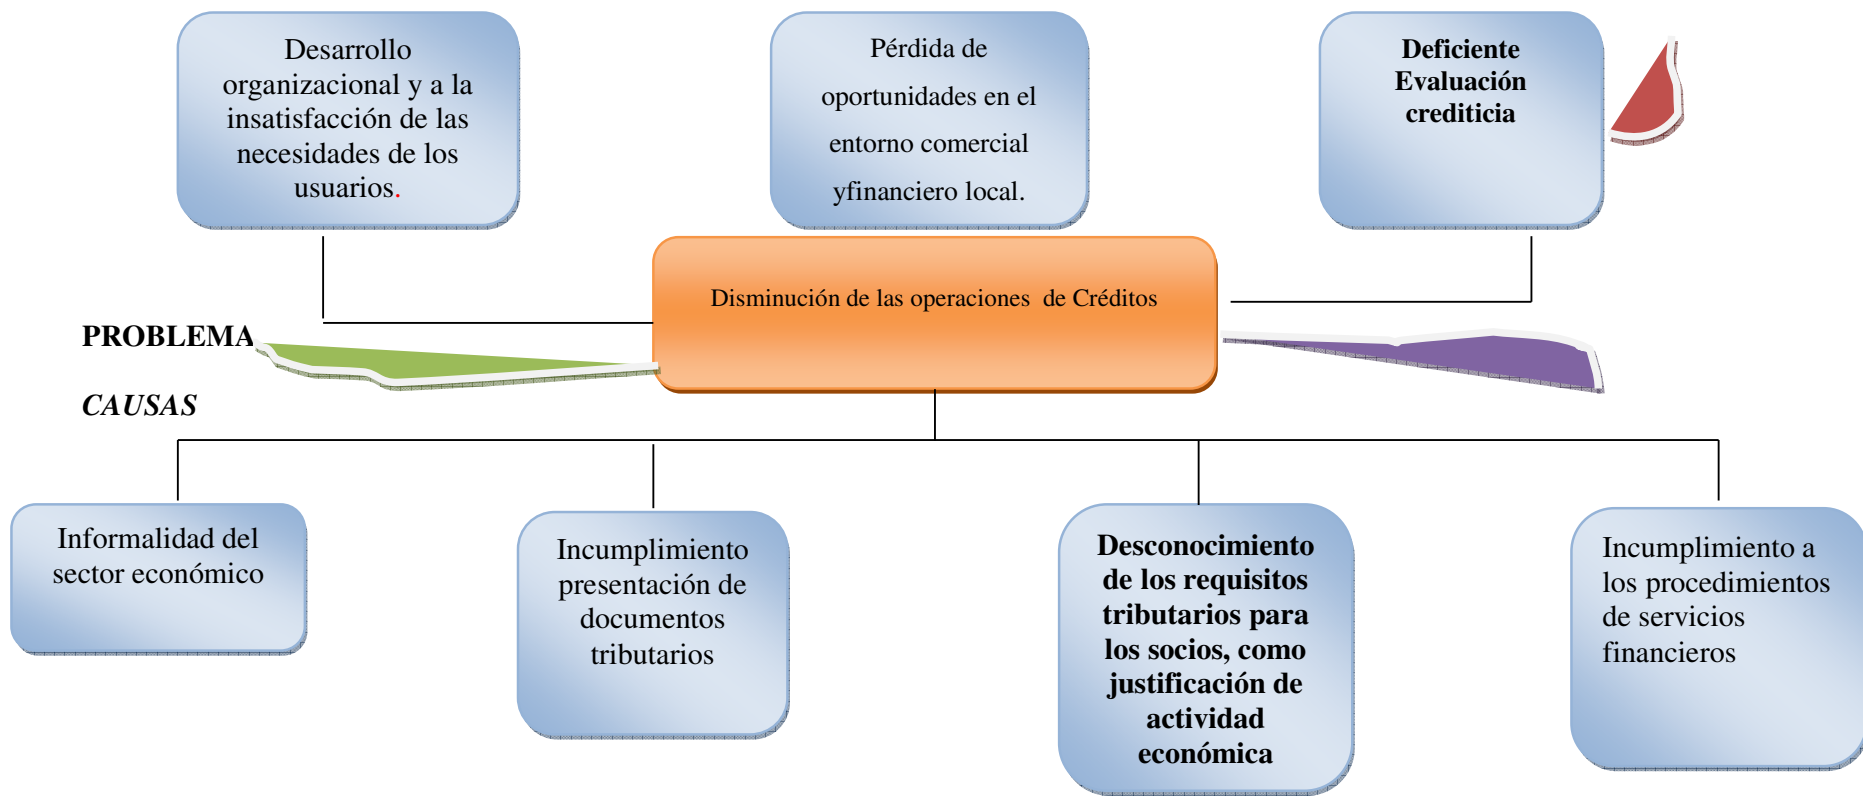 Desarrollo
organizacional y a la
insatisfacción de las
necesidades de los
usuarios.
Pérdida de
oportunidades en el
entorno comercial
yfinanciero local.
Deficiente
Evaluación
crediticia
Disminución de las operaciones de Créditos
PROBLEMA
CAUSAS
Informalidad del
sector económico
Incumplimiento
presentación de
documentos
tributarios
Desconocimiento
de los requisitos
tributarios para
los socios, como
justificación de
actividad
económica
Incumplimiento a
los procedimientos
de servicios
financieros